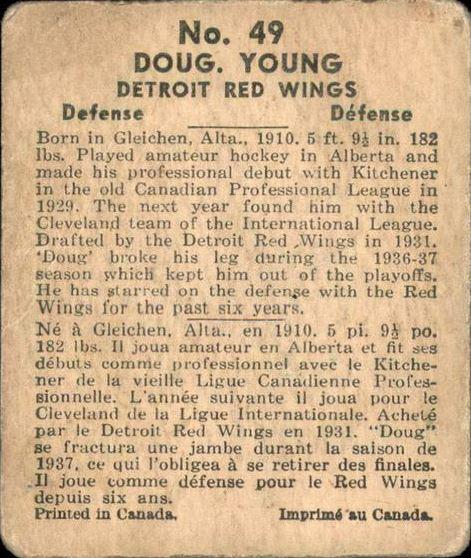 No. 49
DOUG. YOUNG
DETROIT RED WINGS
Defense Défense
Born in Gleichen, Alta., 1910. 5 ft. 9½ in. 182
lbs. Played amateur hockey in Alberta and
made his professional debut with Kitchener
in the old Canadian Professional League in
1929. The next year found him with the
Cleveland team of the International League.
Drafted by the Detroit Red Wings in 1931.
'Doug' broke his leg during the 1936-37
season which kept him out of the playoffs.
He has starred on the defense with the Red
Wings for the past six years.
Né à Gleichen, Alta., en 1910. 5 pi. 9½ po.
182 lbs. Il joua amateur en Alberta et fit ses
débuts comme professionnel avec le Kitche-
ner de la vieille Ligue Canadienne Profes-
sionnelle. L'année suivante il joua pour le
Cleveland de la Ligue Internationale. Acheté
par le Detroit Red Wings en 1931. "Doug"
se fractura une jambe durant la saison de
1937, ce qui l'obligea à se retirer des finales.
Il joue comme défense pour le Red Wings
depuis six ans.
Printed in Canada. Imprimé au Canada.